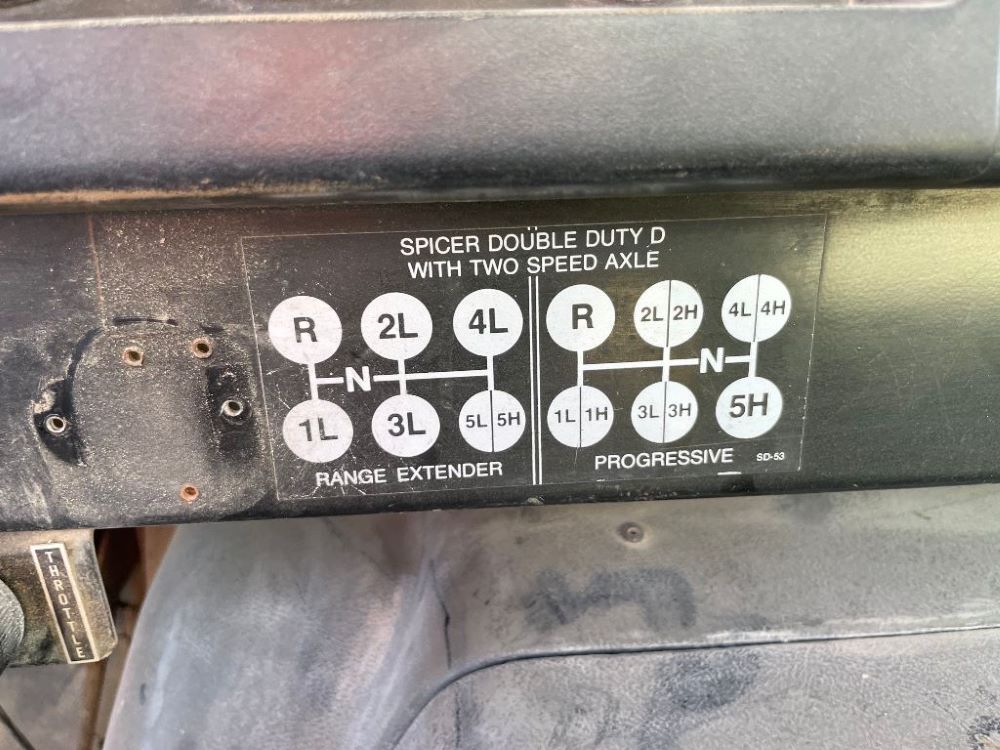 SPICER DOUBLE DUTY D
WITH TWO SPEED AXLE
R 2L 4L
N
1L 3L 5L 5H
RANGE EXTENDER
R 2L 2H 4L 4H
N
1L 1H 3L 3H 5H
PROGRESSIVE SD-53
THROTTLE